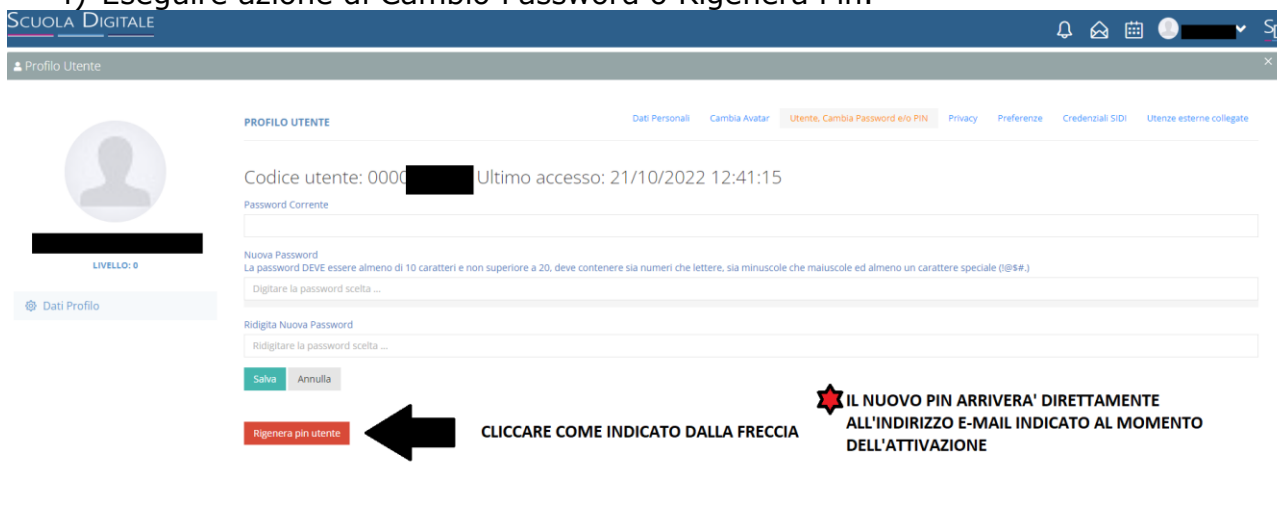 4) Eseguire azione di Cambio Password o Rigenera Pin.
SCUOLA DIGITALE
Profilo Utente
PROFILO UTENTE
Dati Personali Cambia Avatar Utente, Cambia Password e/o PIN Privacy Preferenze Credenziali SIDI Utenze esterne collegate
Codice utente: 0000 Ultimo accesso: 21/10/2022 12:41:15
Password Corrente
LIVELLO: 0
Dati Profilo
Nuova Password
La password DEVE essere almeno di 10 caratteri e non superiore a 20, deve contenere sia numeri che lettere, sia minuscole che maiuscole ed almeno un carattere speciale (!@$#.)
Digitare la password scelta ...
Ridigita Nuova Password
Ridigitare la password scelta ...
Salva Annulla
Rigenera pin utente
CLICCARE COME INDICATO DALLA FRECCIA
IL NUOVO PIN ARRIVERA' DIRETTAMENTE
ALL'INDIRIZZO E-MAIL INDICATO AL MOMENTO
DELL'ATTIVAZIONE